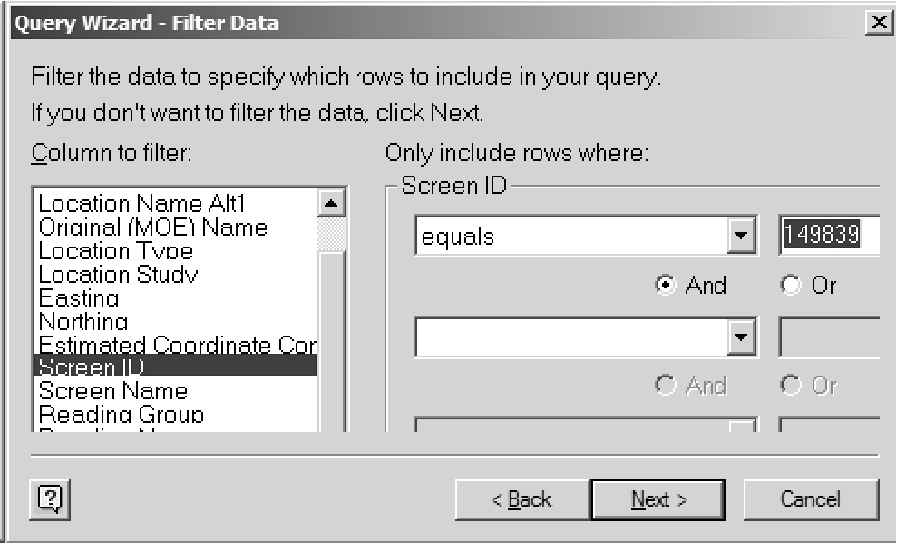 Query Wizard - Filter Data
Filter the data to specify which rows to include in your query.
If you don't want to filter the data, click Next.
Column to filter:
Only include rows where:
Location Name Alt1
Original (MOE) Name
Location Type
Location Study
Easting
Northing
Estimated Coordinate Cor
Screen ID
Screen Name
Reading Group
Screen ID
equals
149839
And
Or
And
Or
< Back
Next >
Cancel